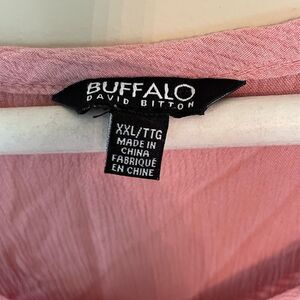 BUFFALO
DAVID BITTON
XXL/TTG
MADE IN
CHINA
FABRIQUÉ
EN CHINE